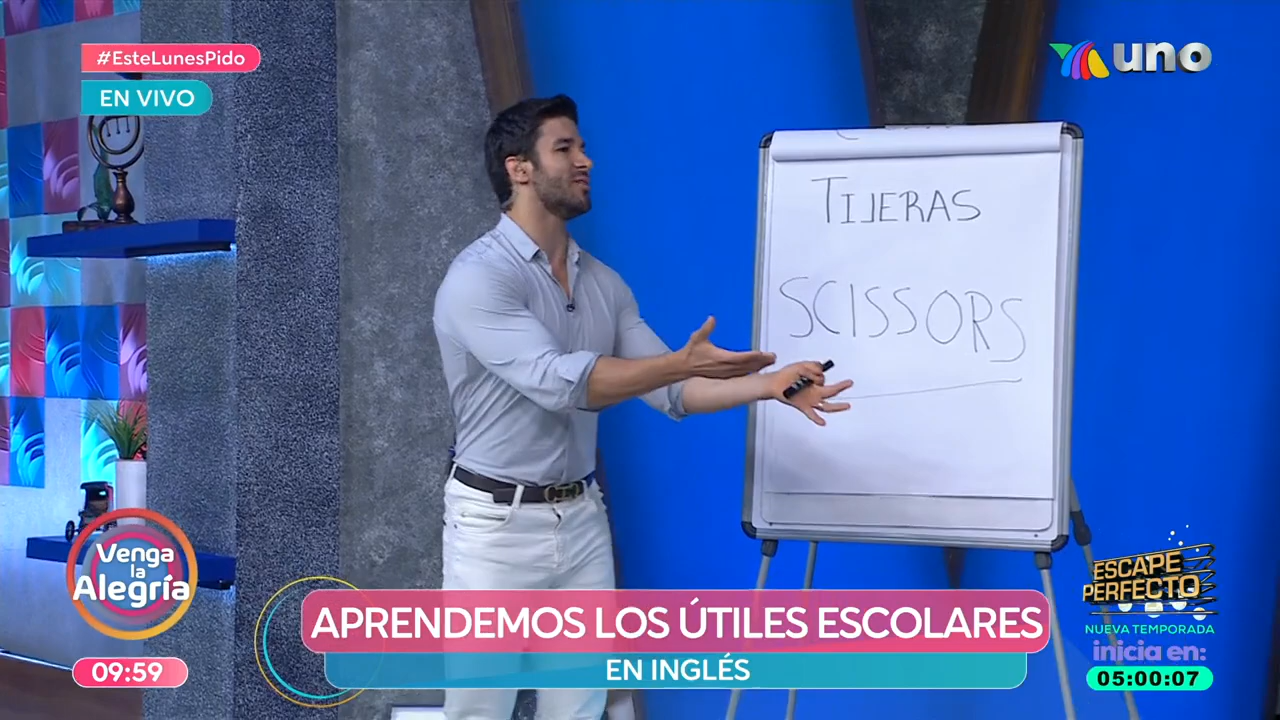 #EsteLunesPido
EN VIVO
uno
TIJERAS
SCISSORS
Venga
la
Alegría
ESCAPE
PERFECTO
NUEVA TEMPORADA
inicia en:
05:00:07
APRENDEMOS LOS ÚTILES ESCOLARES
EN INGLÉS
09:59